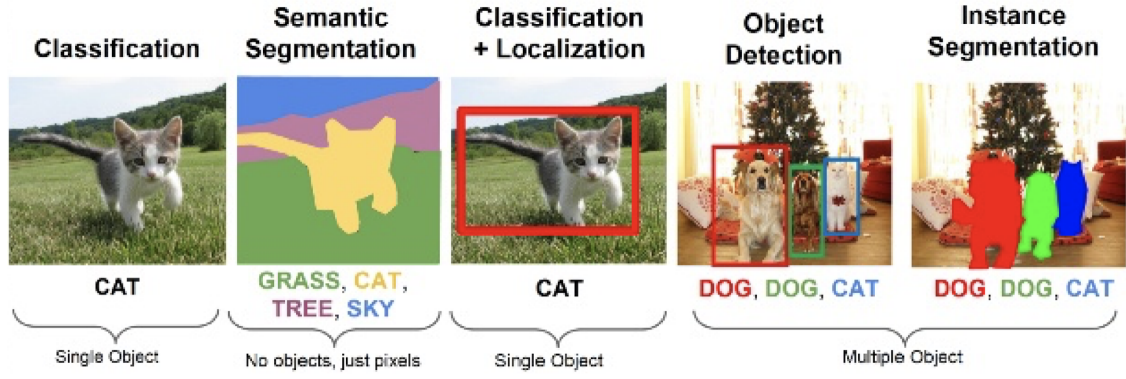 Classification
Semantic
Segmentation
Classification
+ Localization
Object
Detection
Instance
Segmentation
CAT
GRASS, CAT,
TREE, SKY
CAT
DOG, DOG, CAT
DOG, DOG, CAT
Single Object
No objects, just pixels
Single Object
Multiple Object